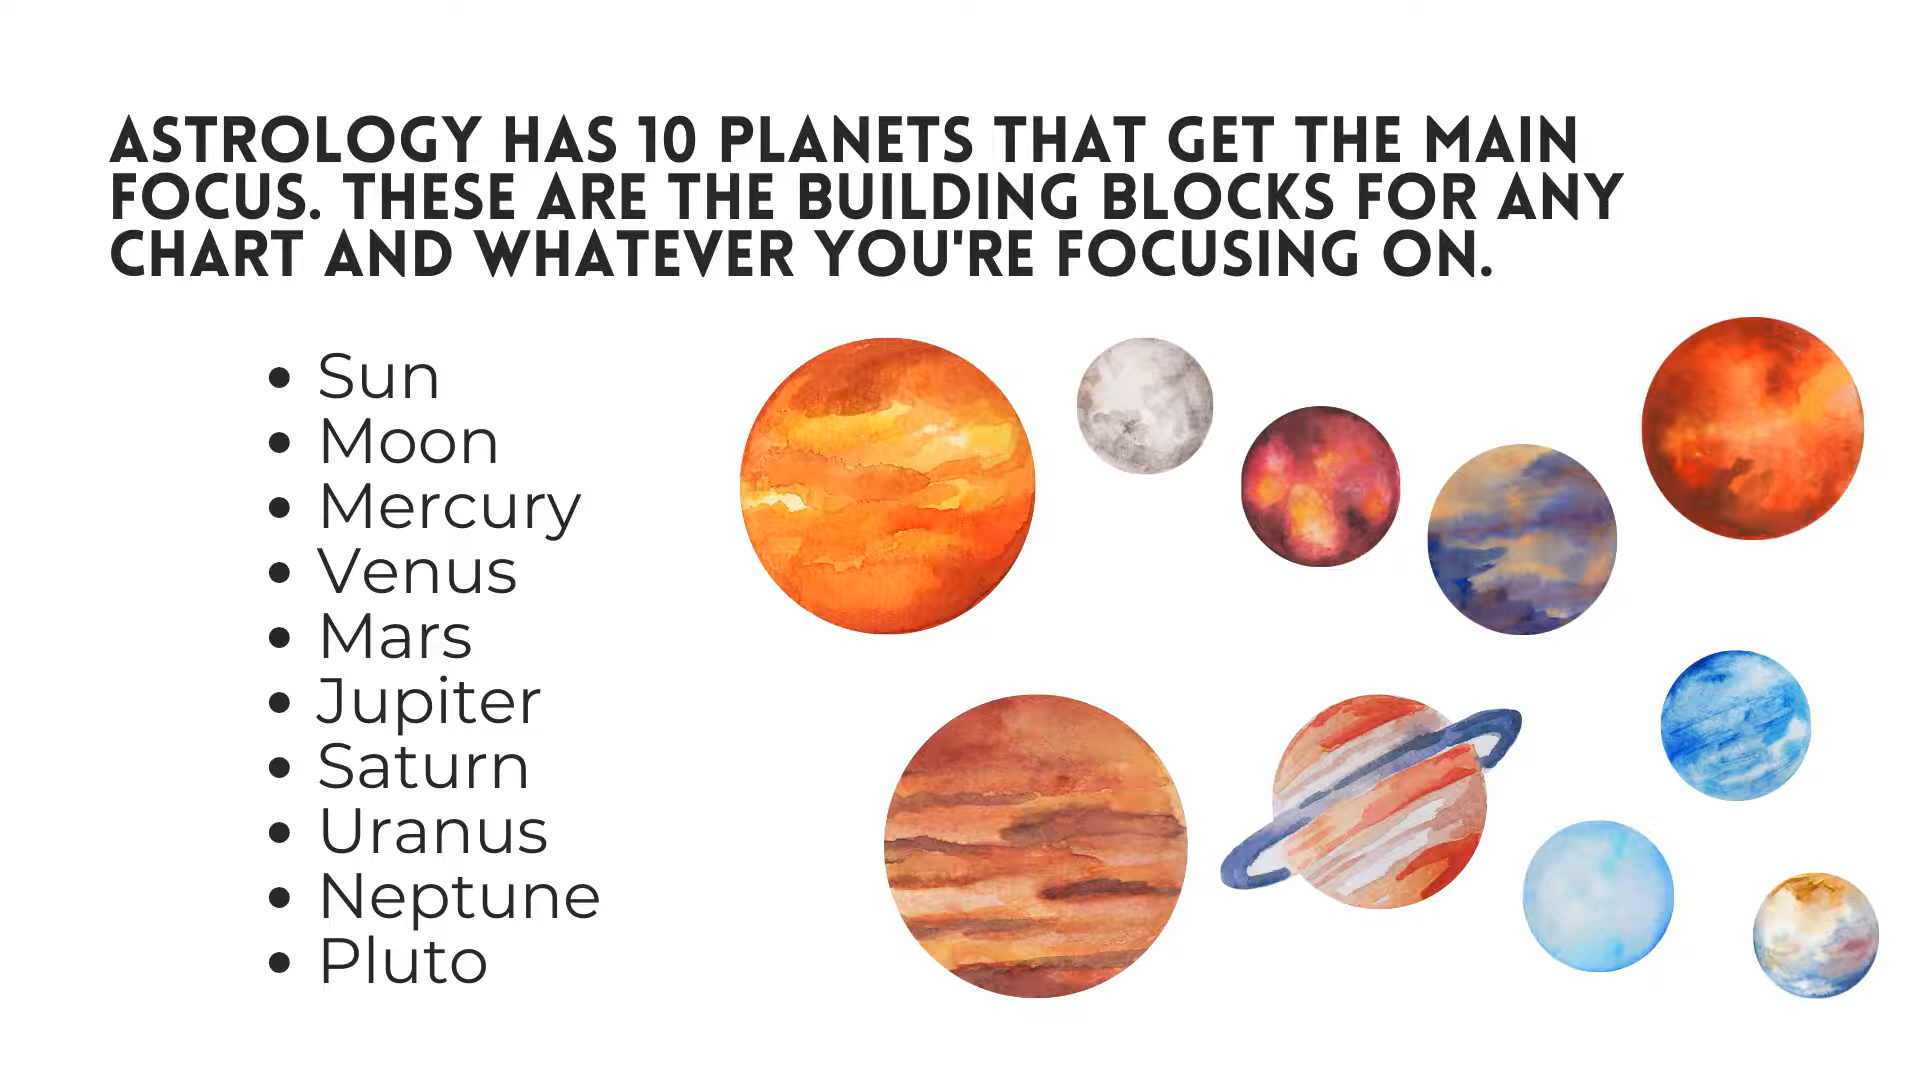 ASTROLOGY HAS 10 PLANETS THAT GET THE MAIN
FOCUS. THESE ARE THE BUILDING BLOCKS FOR ANY
CHART AND WHATEVER YOU'RE FOCUSING ON.
• Sun
• Moon
• Mercury
• Venus
• Mars
• Jupiter
• Saturn
• Uranus
• Neptune
• Pluto